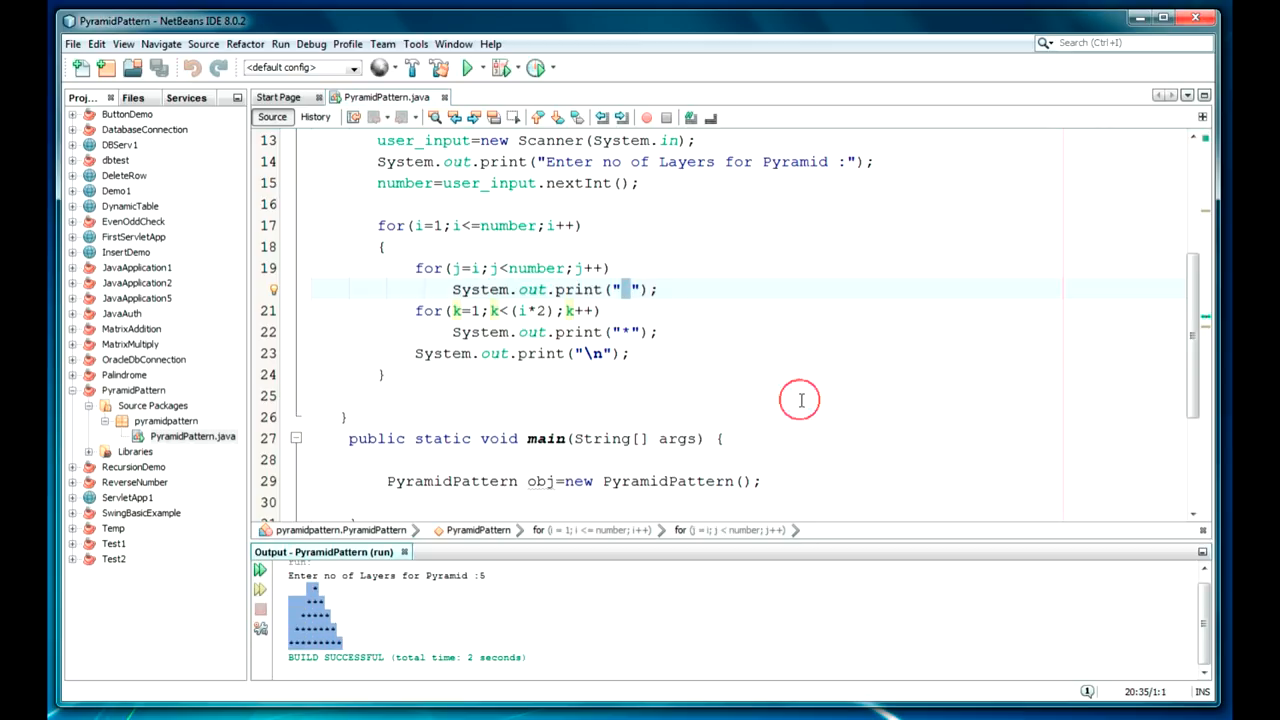 PyramidPattern - NetBeans IDE 8.0.2
File Edit View Navigate Source Refactor Run Debug Profile Team Tools Window Help
Search (Ctrl+I)
<default config>
Proj... Files Services
Start Page PyramidPattern.java
Source History
ButtonDemo
DatabaseConnection
DBServ1
dbtest
DeleteRow
Demo1
DynamicTable
EvenOddCheck
FirstServletApp
InsertDemo
JavaApplication1
JavaApplication2
JavaApplication5
JavaAuth
MatrixAddition
MatrixMultiply
OracleDbConnection
Palindrome
PyramidPattern
Source Packages
pyramidpattern
PyramidPattern.java
Libraries
RecursionDemo
ReverseNumber
ServletApp1
SwingBasicExample
Temp
Test1
Test2
13 user_input=new Scanner(System.in);
14 System.out.print("Enter no of Layers for Pyramid :");
15 number=user_input.nextInt();
16
17 for(i=1;i<=number;i++)
18 {
19 for(j=i;j<number;j++)
System.out.print(" ");
21 for(k=1;k<(i*2);k++)
22 System.out.print("*");
23 System.out.print("\n");
24 }
25
26 }
27 public static void main(String[] args) {
28
29 PyramidPattern obj=new PyramidPattern();
30
pyramidpattern.PyramidPattern PyramidPattern for (i = 1; i <= number; i++) for (j = i; j < number; j++)
Output - PyramidPattern (run)
run:
Enter no of Layers for Pyramid :5
    *
   ***
  *****
 *******
*********
BUILD SUCCESSFUL (total time: 2 seconds)
1 20:35/1:1 INS